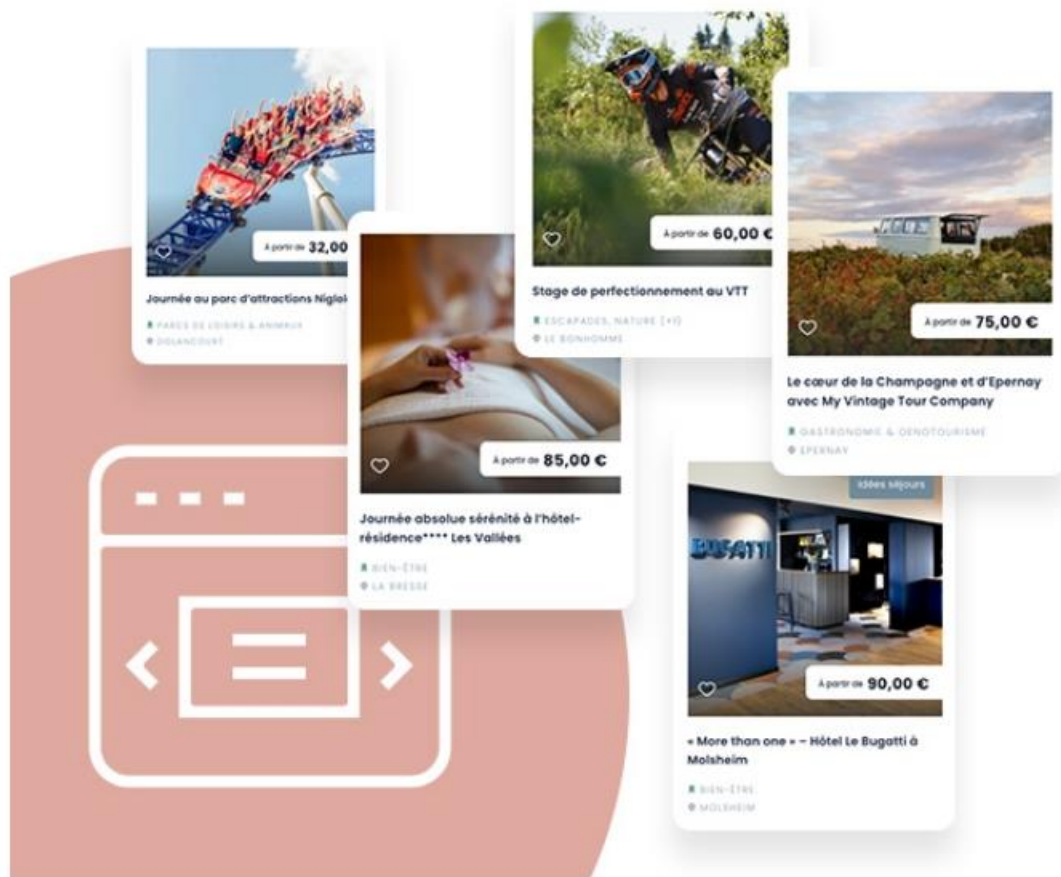 À partir de 32,00
Journée au parc d'attractions
PARCS DE LOISIRS & ANIMAUX
DOLANCOURT
À partir de 60,00 €
Stage de perfectionnement au VTT
ESCAPADES, NATURE (+1)
LE BONHOMME
À partir de 75,00 €
Le cœur de la Champagne et d'Epernay
avec My Vintage Tour Company
GASTRONOMIE & OENOTOURISME
EPERNAY
À partir de 85,00 €
Journée absolue sérénité à l'hôtel-
résidence**** Les Vallées
BIEN-ÊTRE
LA BRESSE
Idées séjours
BUGATTI
À partir de 90,00 €
« More than one » – Hôtel Le Bugatti à
Molsheim
BIEN-ÊTRE
MOLSHEIM